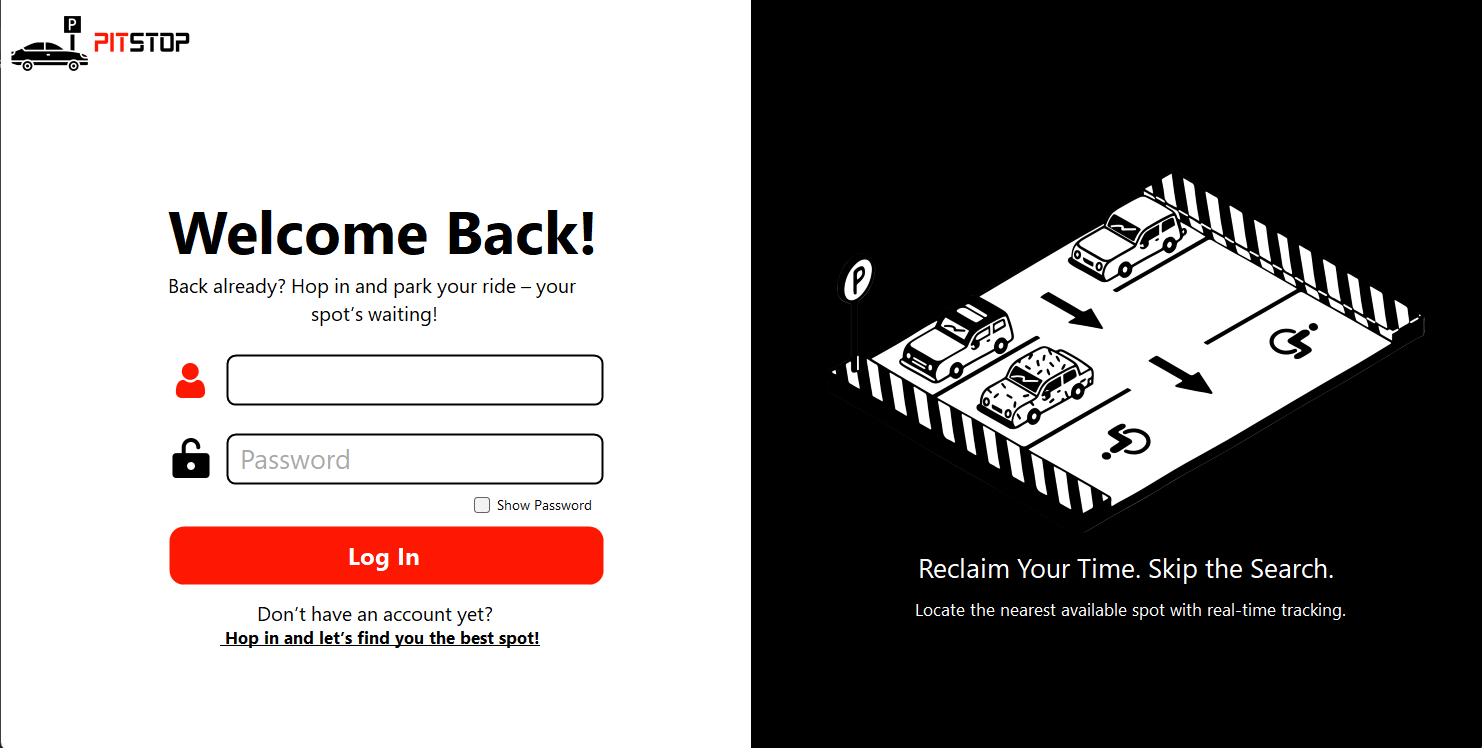 P
PITSTOP
Welcome Back!
Back already? Hop in and park your ride – your
spot’s waiting!
Password
Show Password
Log In
Don’t have an account yet?
Hop in and let’s find you the best spot!
P
Reclaim Your Time. Skip the Search.
Locate the nearest available spot with real-time tracking.